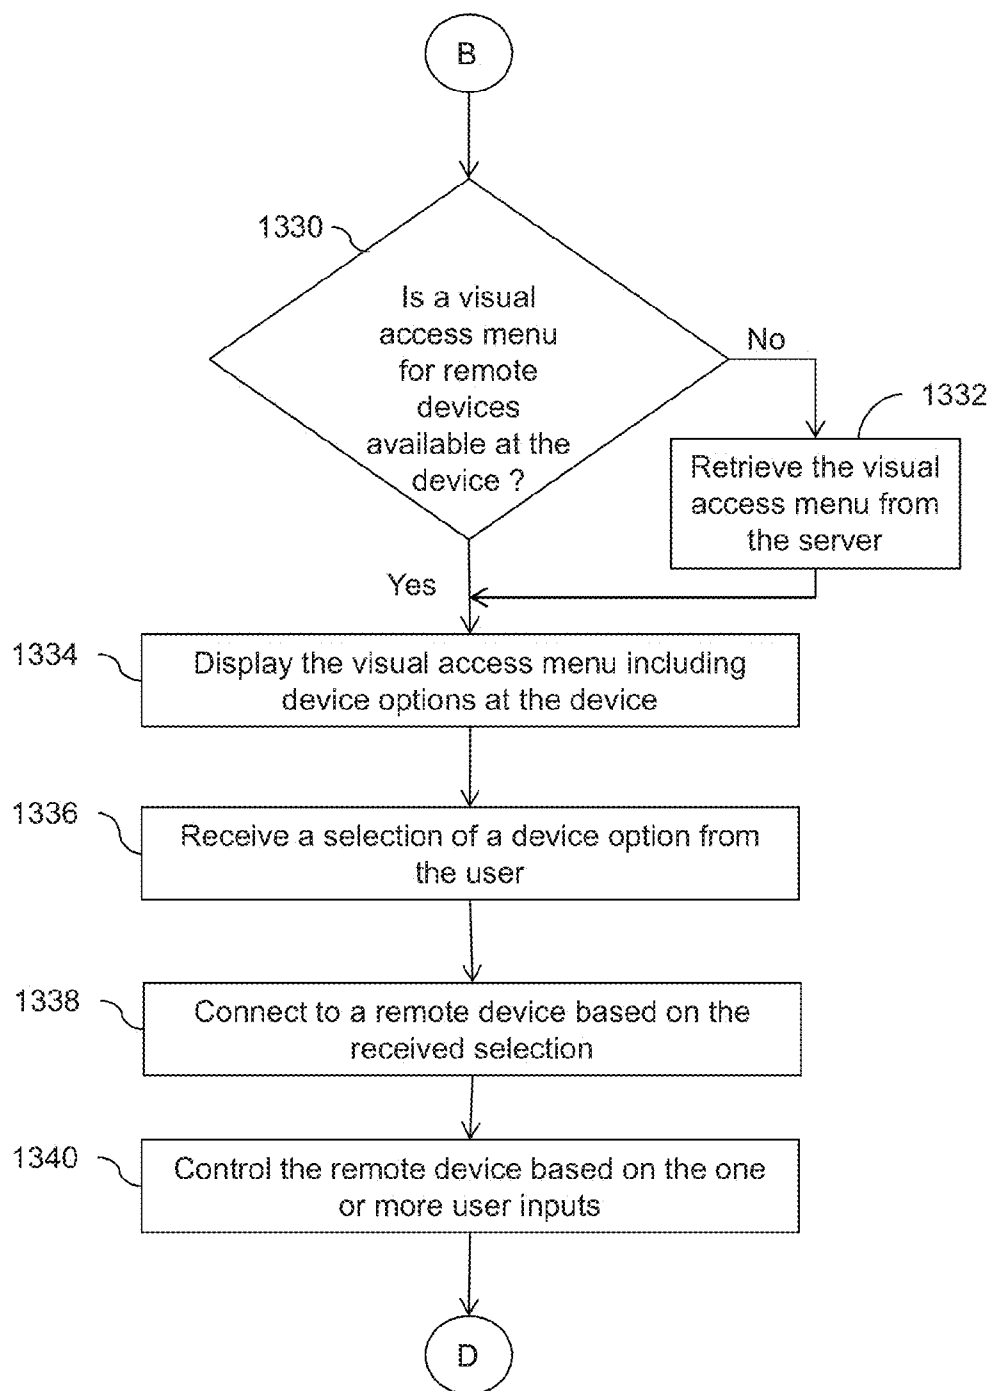 B
1330
Is a visual
access menu
for remote
devices
available at the
device ?
No
1332
Retrieve the visual
access menu from
the server
Yes
1334
Display the visual access menu including
device options at the device
1336
Receive a selection of a device option from
the user
1338
Connect to a remote device based on the
received selection
1340
Control the remote device based on the one
or more user inputs
D